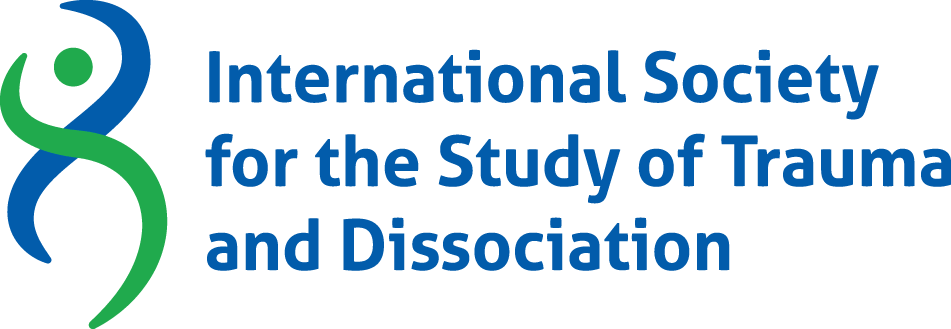 International Society
for the Study of Trauma
and Dissociation